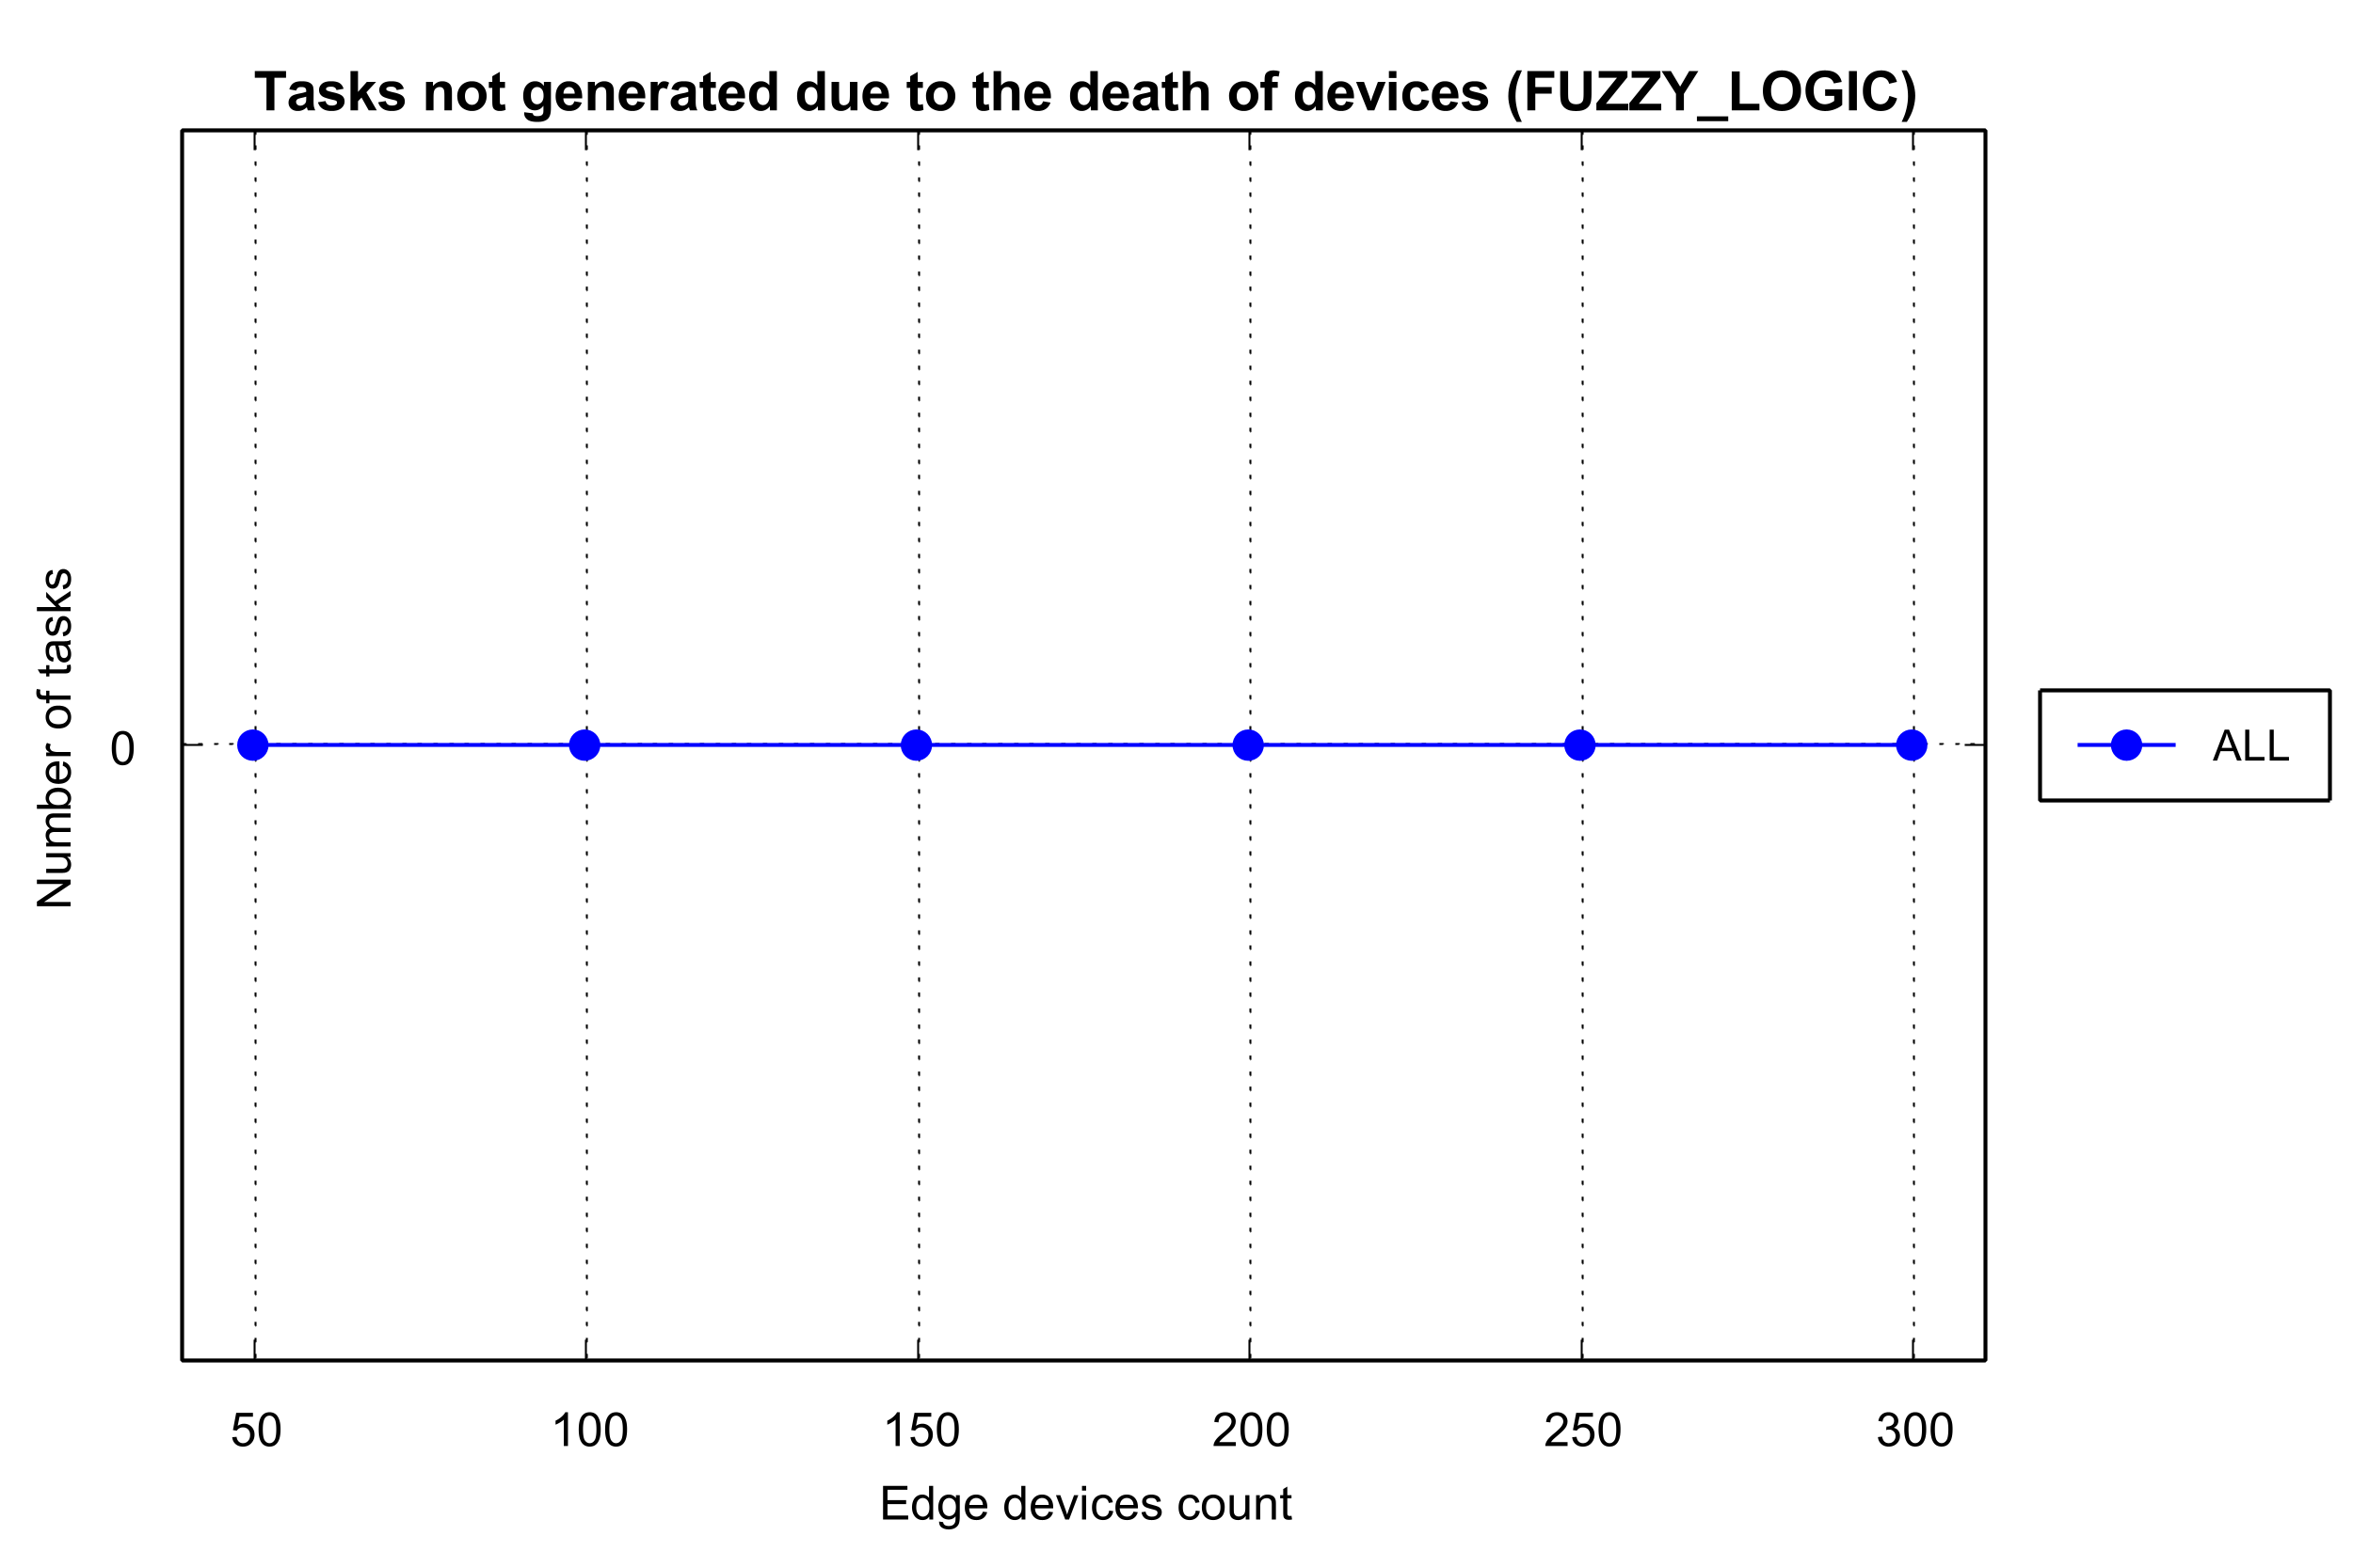 Tasks not generated due to the death of devices (FUZZY_LOGIC)
Number of tasks
0
ALL
50 100 150 200 250 300
Edge devices count